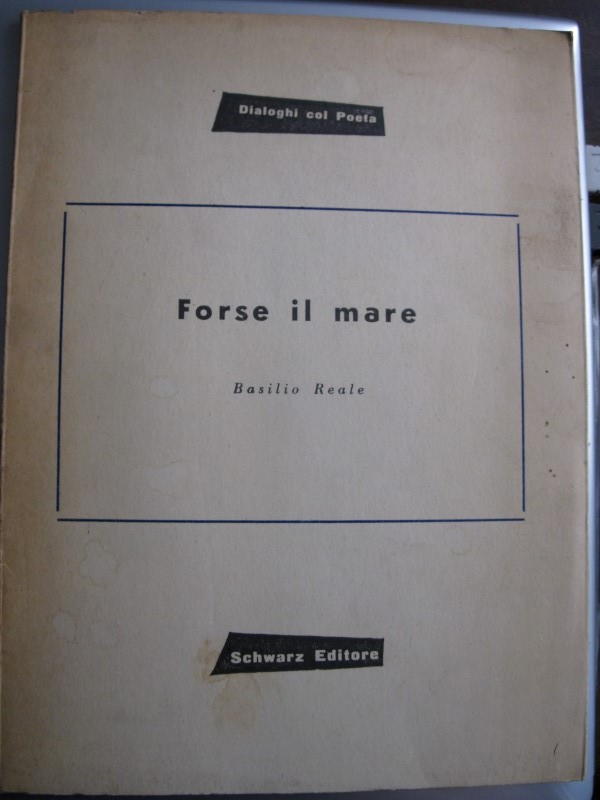 Dialoghi col Poeta
Forse il mare
Basilio Reale
Schwarz Editore